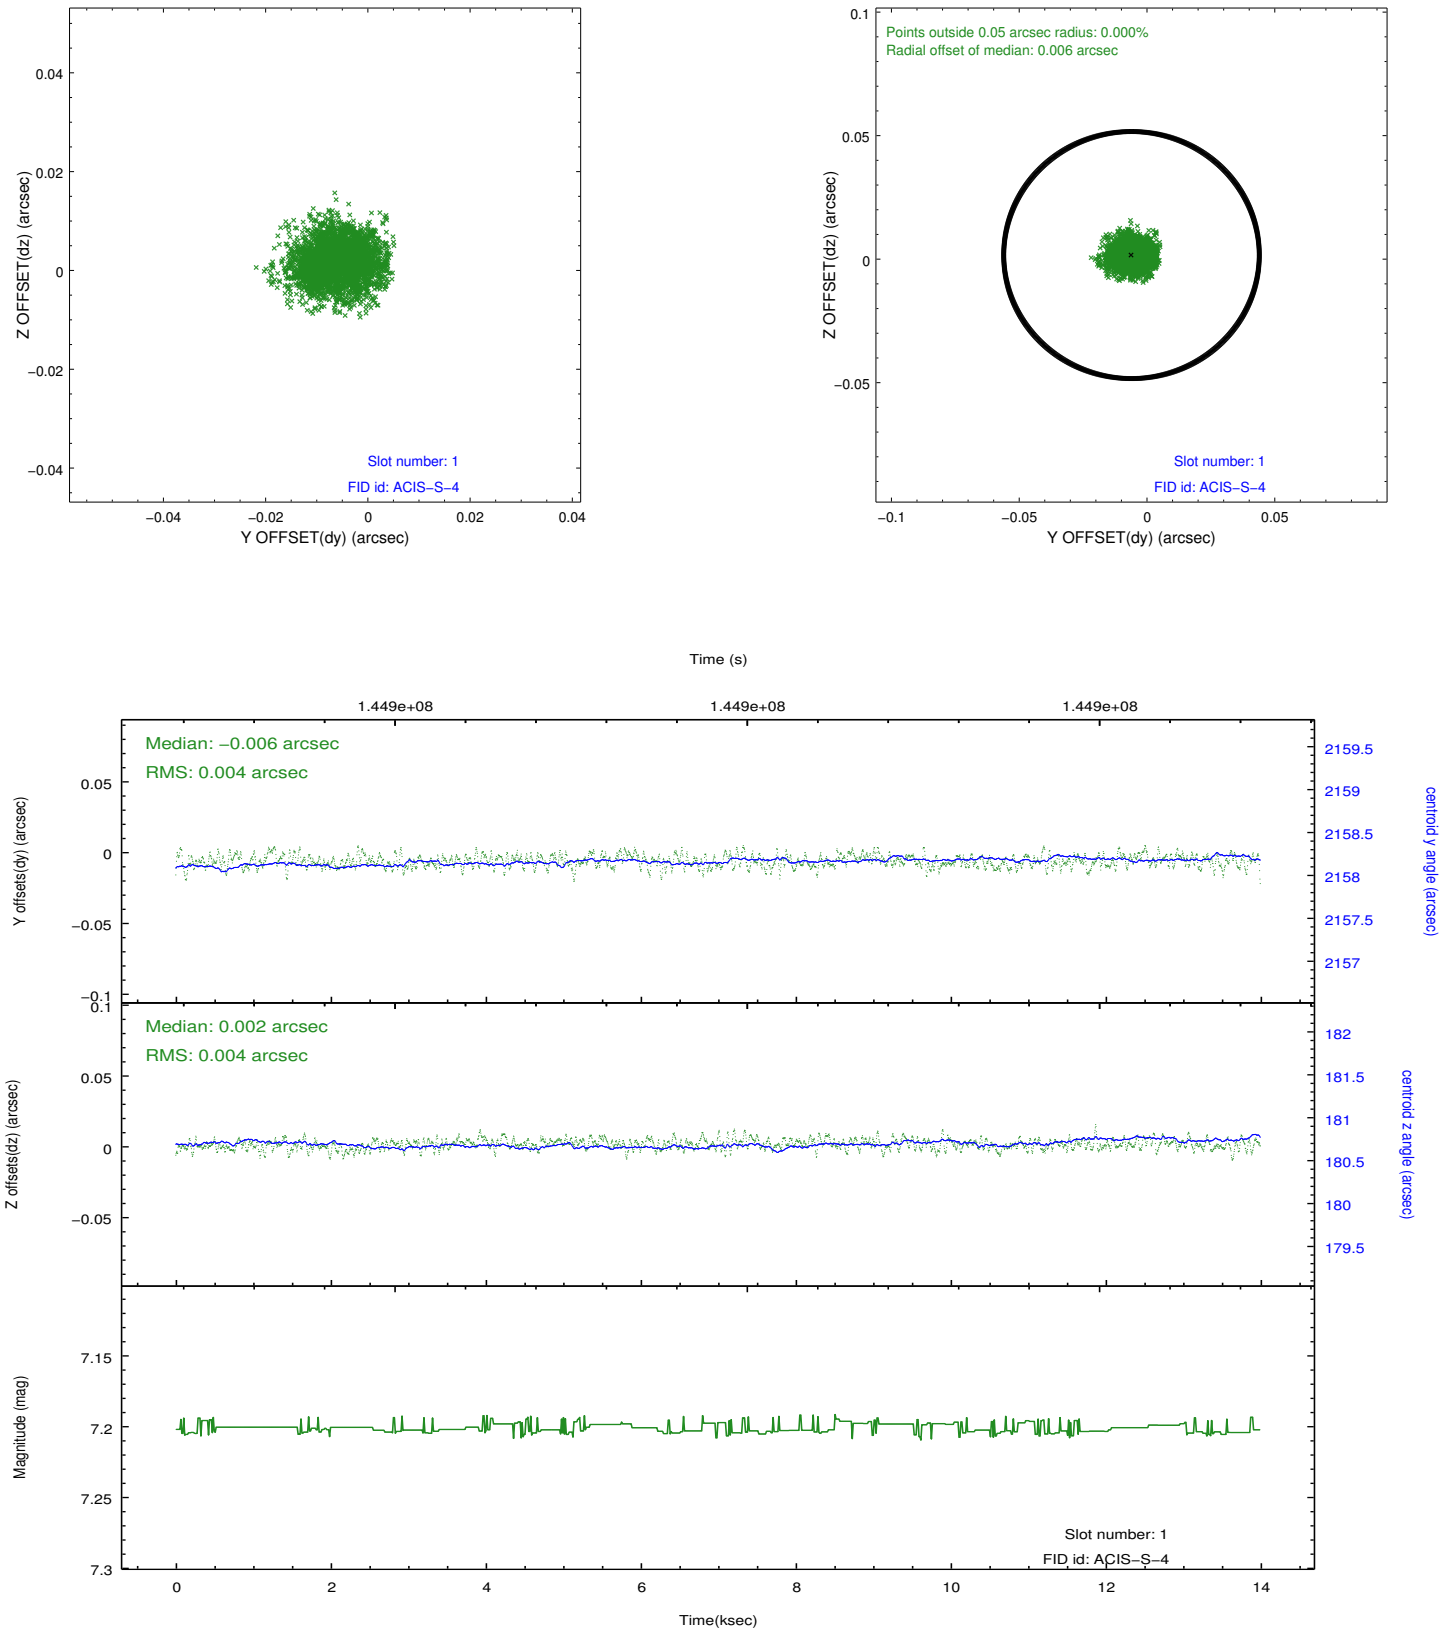 0.04
0.02
0
−0.02
−0.04
Z OFFSET(dz) (arcsec)
Slot number: 1
FID id: ACIS−S−4
−0.04
−0.02
0
0.02
0.04
Y OFFSET(dy) (arcsec)
Points outside 0.05 arcsec radius: 0.000%
Radial offset of median: 0.006 arcsec
0.1
0.05
0
−0.05
Z OFFSET(dz) (arcsec)
Slot number: 1
FID id: ACIS−S−4
−0.1
−0.05
0
0.05
Y OFFSET(dy) (arcsec)
Time (s)
1.449e+08
1.449e+08
1.449e+08
Median: −0.006 arcsec
RMS: 0.004 arcsec
0.05
0
−0.05
−0.1
Y offsets(dy) (arcsec)
2159.5
2159
2158.5
2158
2157.5
2157
centroid y angle (arcsec)
Median: 0.002 arcsec
RMS: 0.004 arcsec
0.1
0.05
0
−0.05
Z offsets(dz) (arcsec)
182
181.5
181
180.5
180
179.5
centroid z angle (arcsec)
7.15
7.2
7.25
7.3
Magnitude (mag)
Slot number: 1
FID id: ACIS−S−4
0
2
4
6
8
10
12
14
Time(ksec)